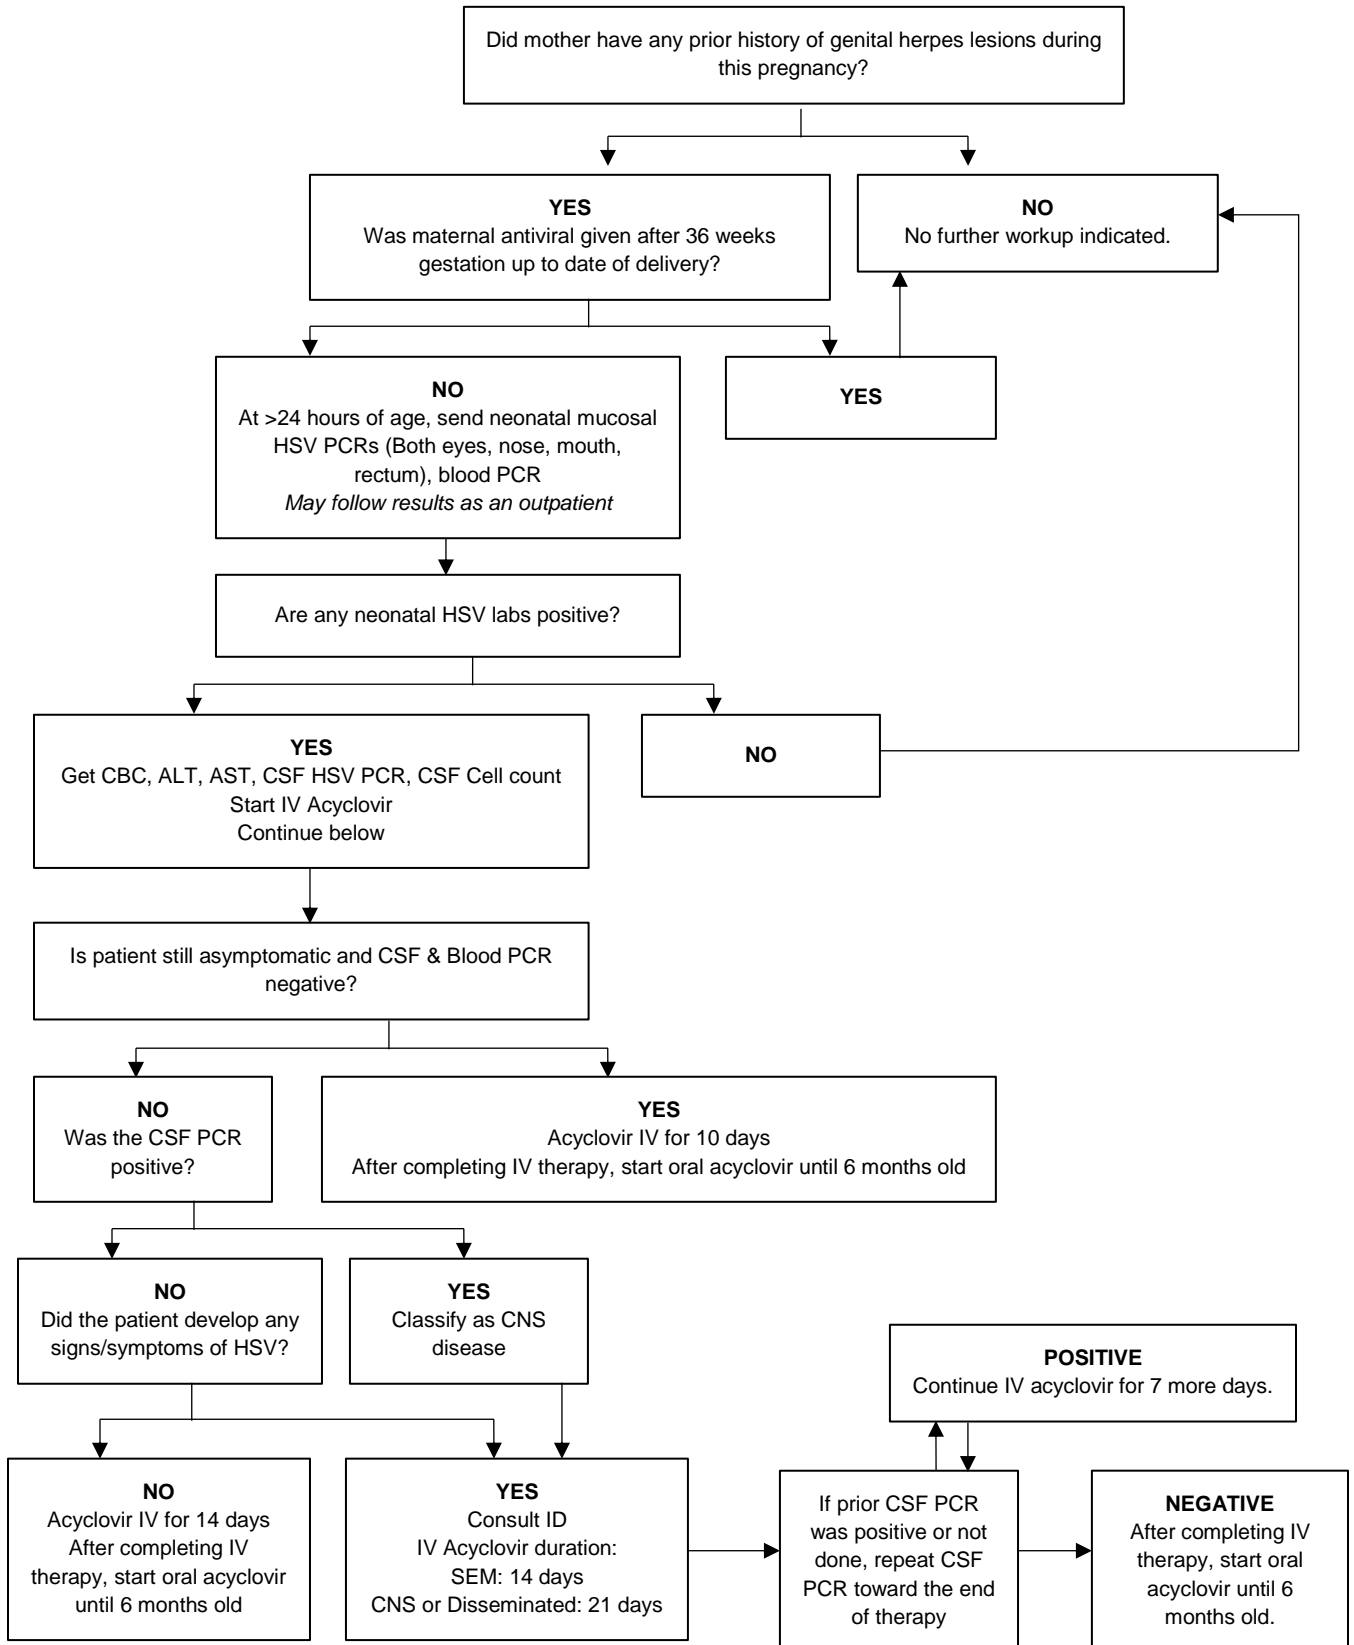 Did mother have any prior history of genital herpes lesions during
this pregnancy?
YES
Was maternal antiviral given after 36 weeks
gestation up to date of delivery?
NO
No further workup indicated.
NO
At >24 hours of age, send neonatal mucosal
HSV PCRs (Both eyes, nose, mouth,
rectum), blood PCR
May follow results as an outpatient
YES
Are any neonatal HSV labs positive?
YES
Get CBC, ALT, AST, CSF HSV PCR, CSF Cell count
Start IV Acyclovir
Continue below
NO
Is patient still asymptomatic and CSF & Blood PCR
negative?
NO
Was the CSF PCR
positive?
YES
Acyclovir IV for 10 days
After completing IV therapy, start oral acyclovir until 6 months old
NO
Did the patient develop any
signs/symptoms of HSV?
YES
Classify as CNS
disease
POSITIVE
Continue IV acyclovir for 7 more days.
NO
Acyclovir IV for 14 days
After completing IV
therapy, start oral acyclovir
until 6 months old
YES
Consult ID
IV Acyclovir duration:
SEM: 14 days
CNS or Disseminated: 21 days
If prior CSF PCR
was positive or not
done, repeat CSF
PCR toward the end
of therapy
NEGATIVE
After completing IV
therapy, start oral
acyclovir until 6
months old.